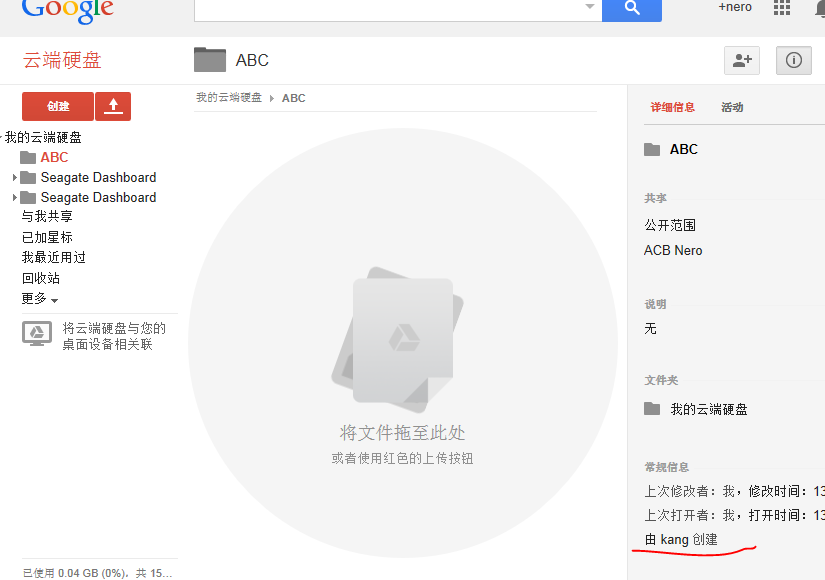 Google
+nero
云端硬盘
ABC
创建
我的云端硬盘
ABC
Seagate Dashboard
Seagate Dashboard
与我共享
已加星标
我最近用过
回收站
更多
将云端硬盘与您的
桌面设备相关联
已使用 0.04 GB (0%)，共 15...
我的云端硬盘 ABC
将文件拖至此处
或者使用红色的上传按钮
详细信息 活动
ABC
共享
公开范围
ACB Nero
说明
无
文件夹
我的云端硬盘
常规信息
上次修改者：我，修改时间：13
上次打开者：我，打开时间：13
由 kang 创建